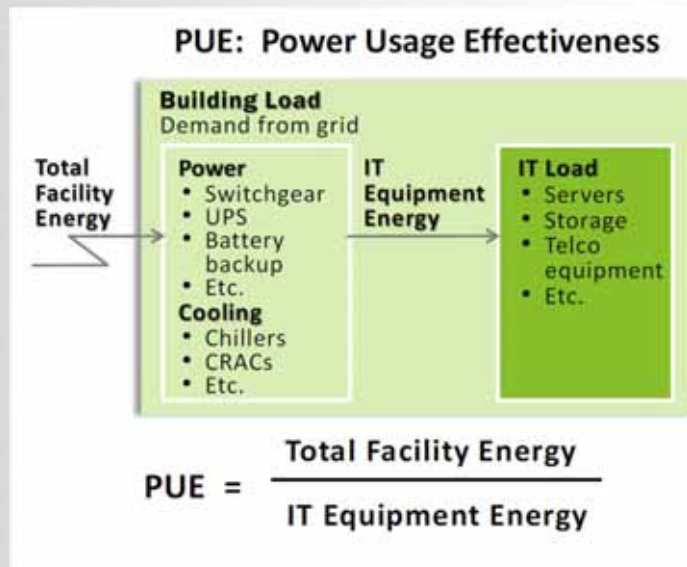 PUE: Power Usage Effectiveness
Building Load
Demand from grid
Total
Facility
Energy
Power
• Switchgear
• UPS
• Battery
backup
• Etc.
Cooling
• Chillers
• CRACs
• Etc.
IT
Equipment
Energy
IT Load
• Servers
• Storage
• Telco
equipment
• Etc.
PUE =
Total Facility Energy
IT Equipment Energy